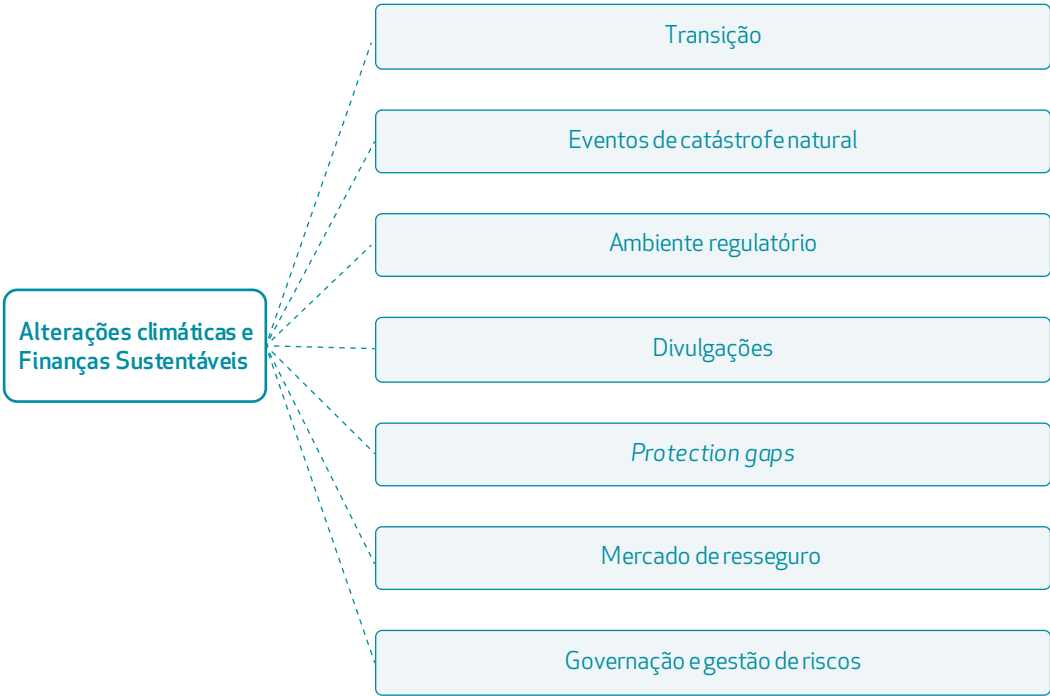 Transição
Eventos de catástrofe natural
Ambiente regulatório
Alterações climáticas e
Finanças Sustentáveis
Divulgações
Protection gaps
Mercado de resseguro
Governação e gestão de riscos